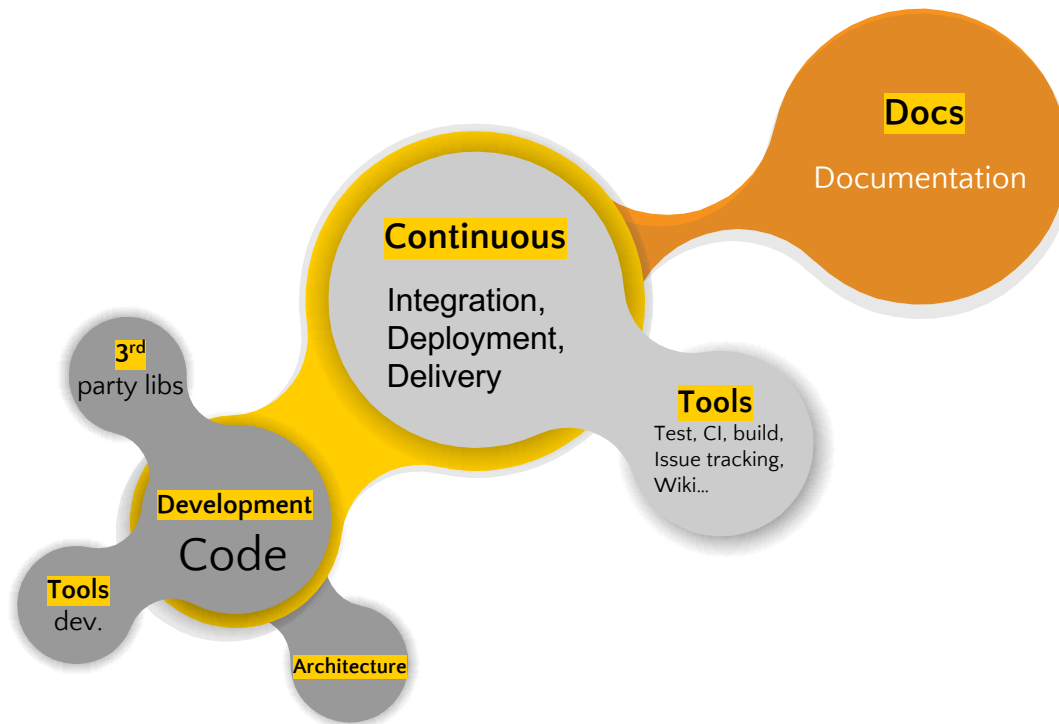 Docs
Documentation
Continuous
Integration,
Deployment,
Delivery
3rd
party libs
Tools
Test, CI, build,
Issue tracking,
Wiki…
Development
Code
Tools
dev.
Architecture